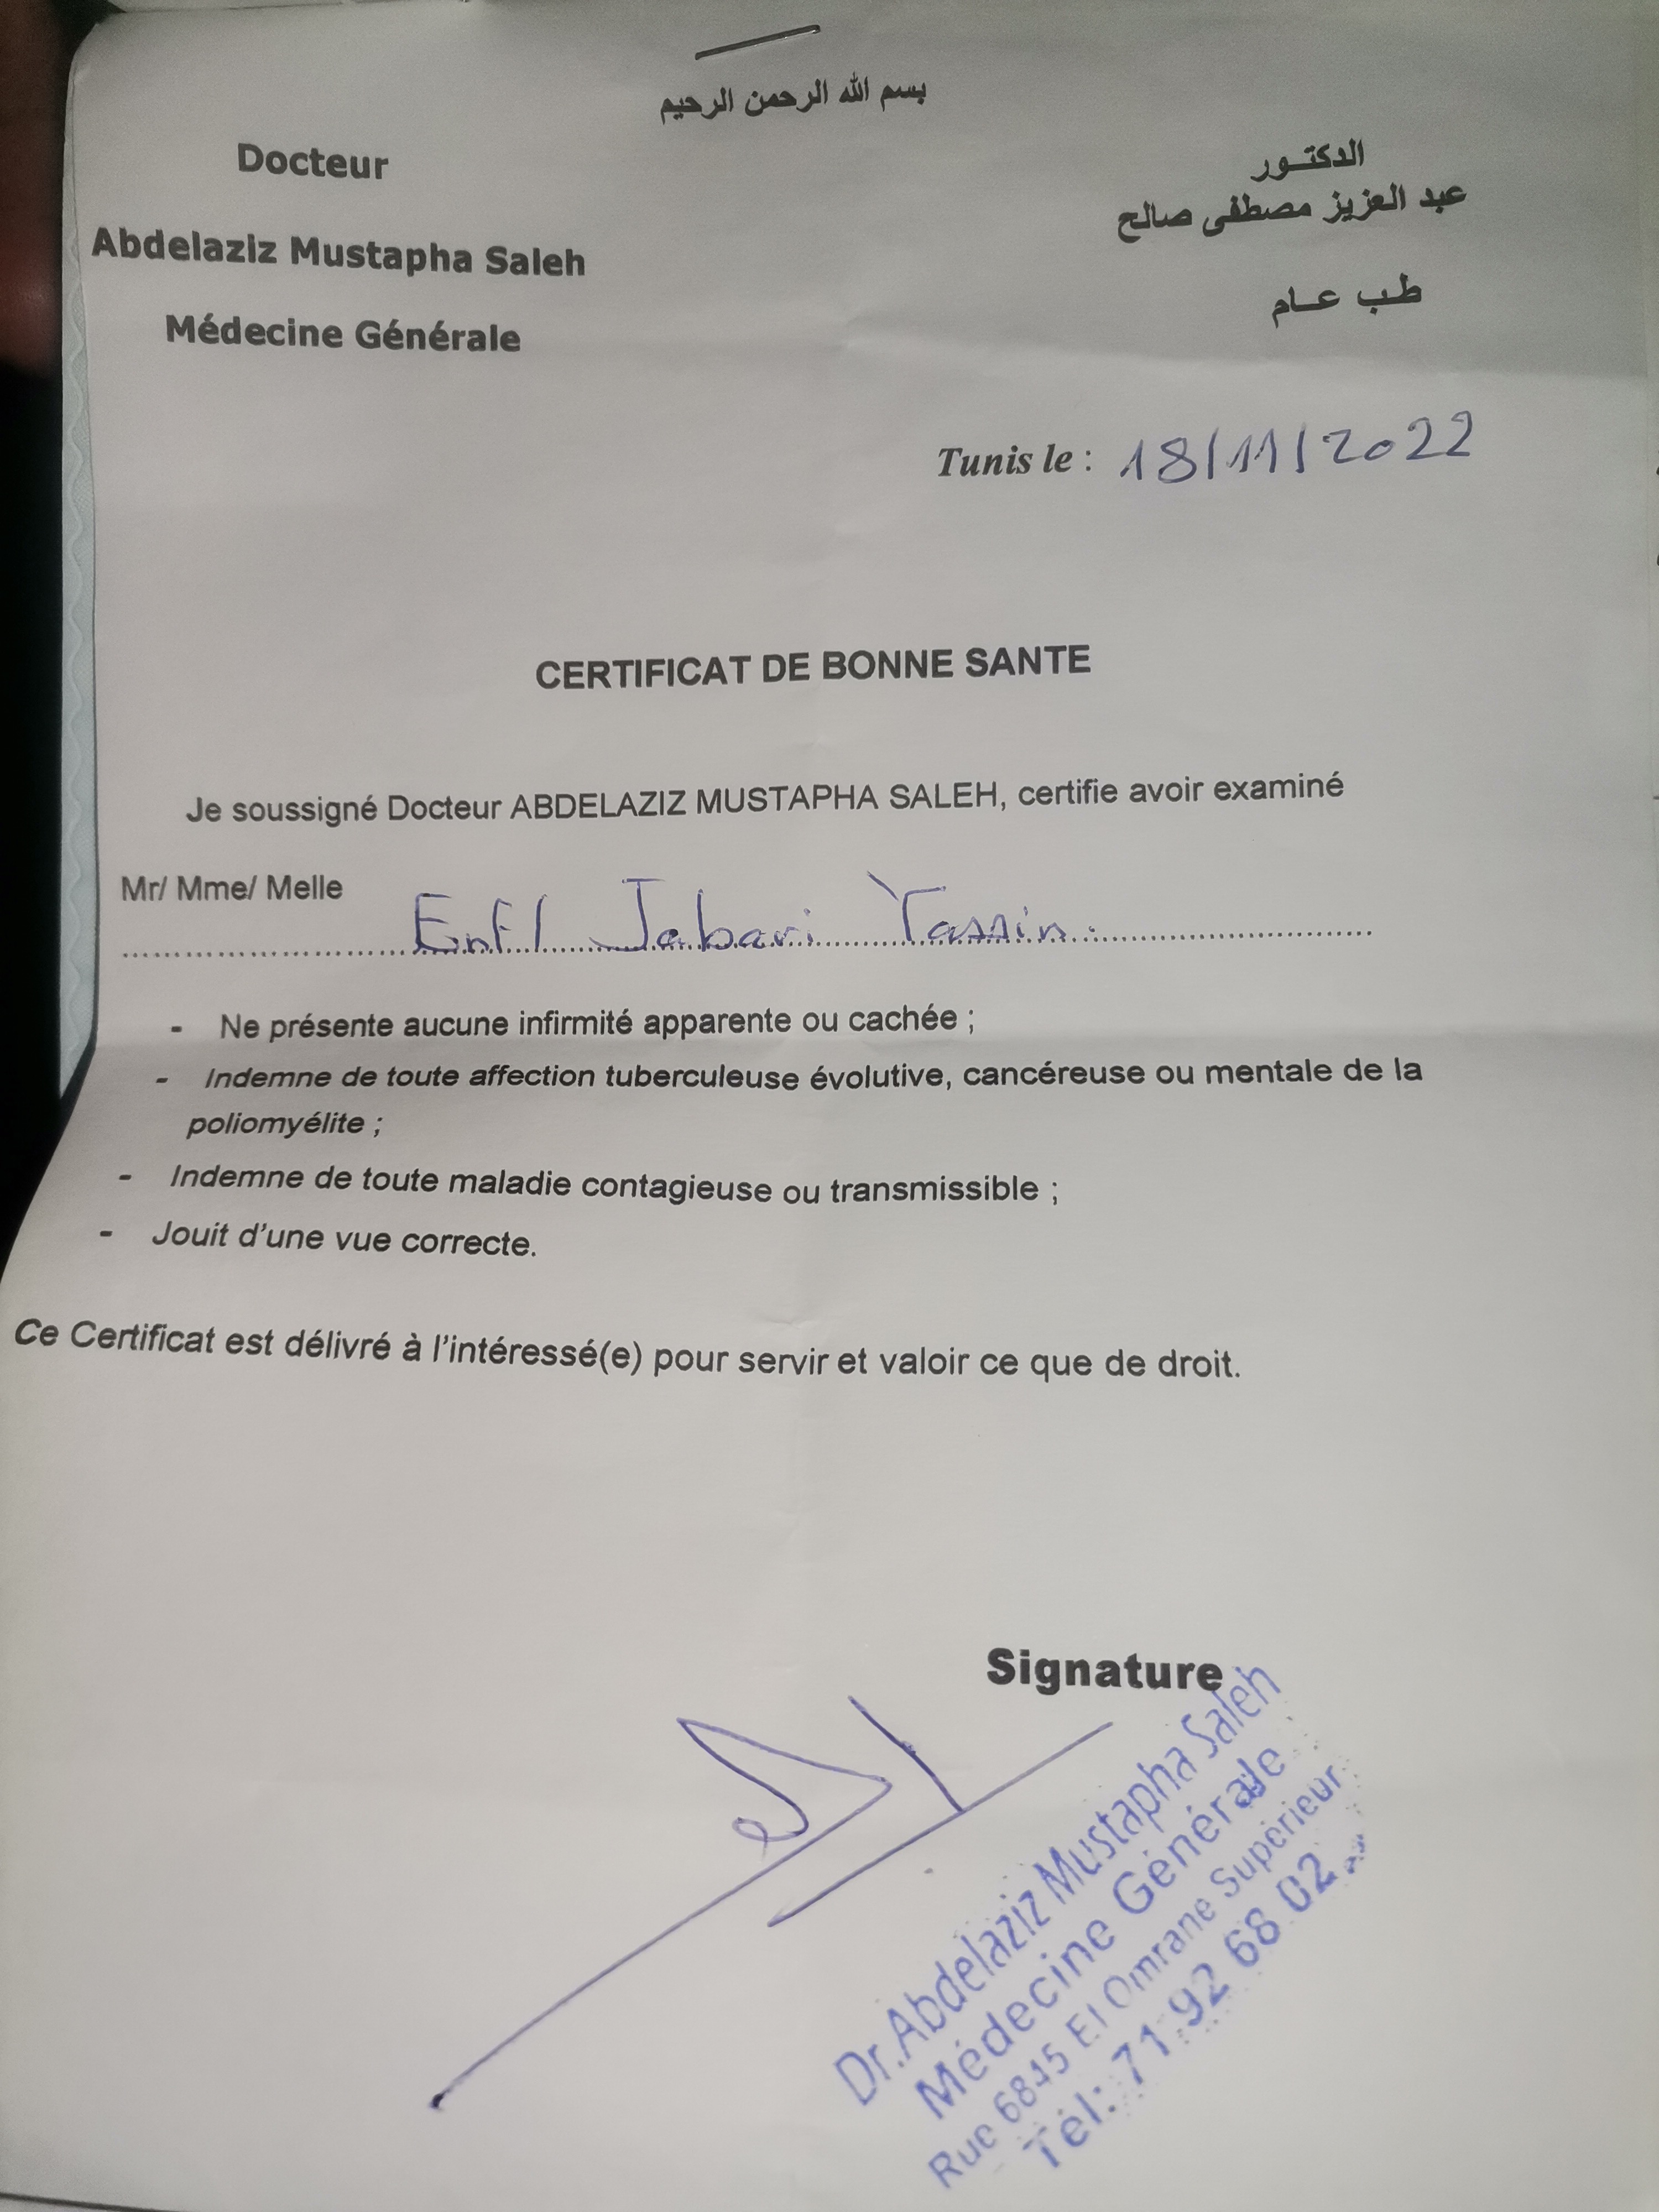 بسم الله الرحمن الرحيم
Docteur
Abdelaziz Mustapha Saleh
Médecine Générale
الدكتور
عبد العزيز مصطفى صالح
طب عام
Tunis le : 18/11/2022
CERTIFICAT DE BONNE SANTE
Je soussigné Docteur ABDELAZIZ MUSTAPHA SALEH, certifie avoir examiné
Mr/ Mme/ Melle
Enft Jabari Yassin
- Ne présente aucune infirmité apparente ou cachée ;
- Indemne de toute affection tuberculeuse évolutive, cancéreuse ou mentale de la
poliomyélite ;
- Indemne de toute maladie contagieuse ou transmissible ;
- Jouit d'une vue correcte.
Ce Certificat est délivré à l'intéressé(e) pour servir et valoir ce que de droit.
Signature
Dr.Abdelaziz Mustapha Saleh
Médecine Générale
Rue 6845 El Omrane Supérieur
Tél: 71 92 68 02